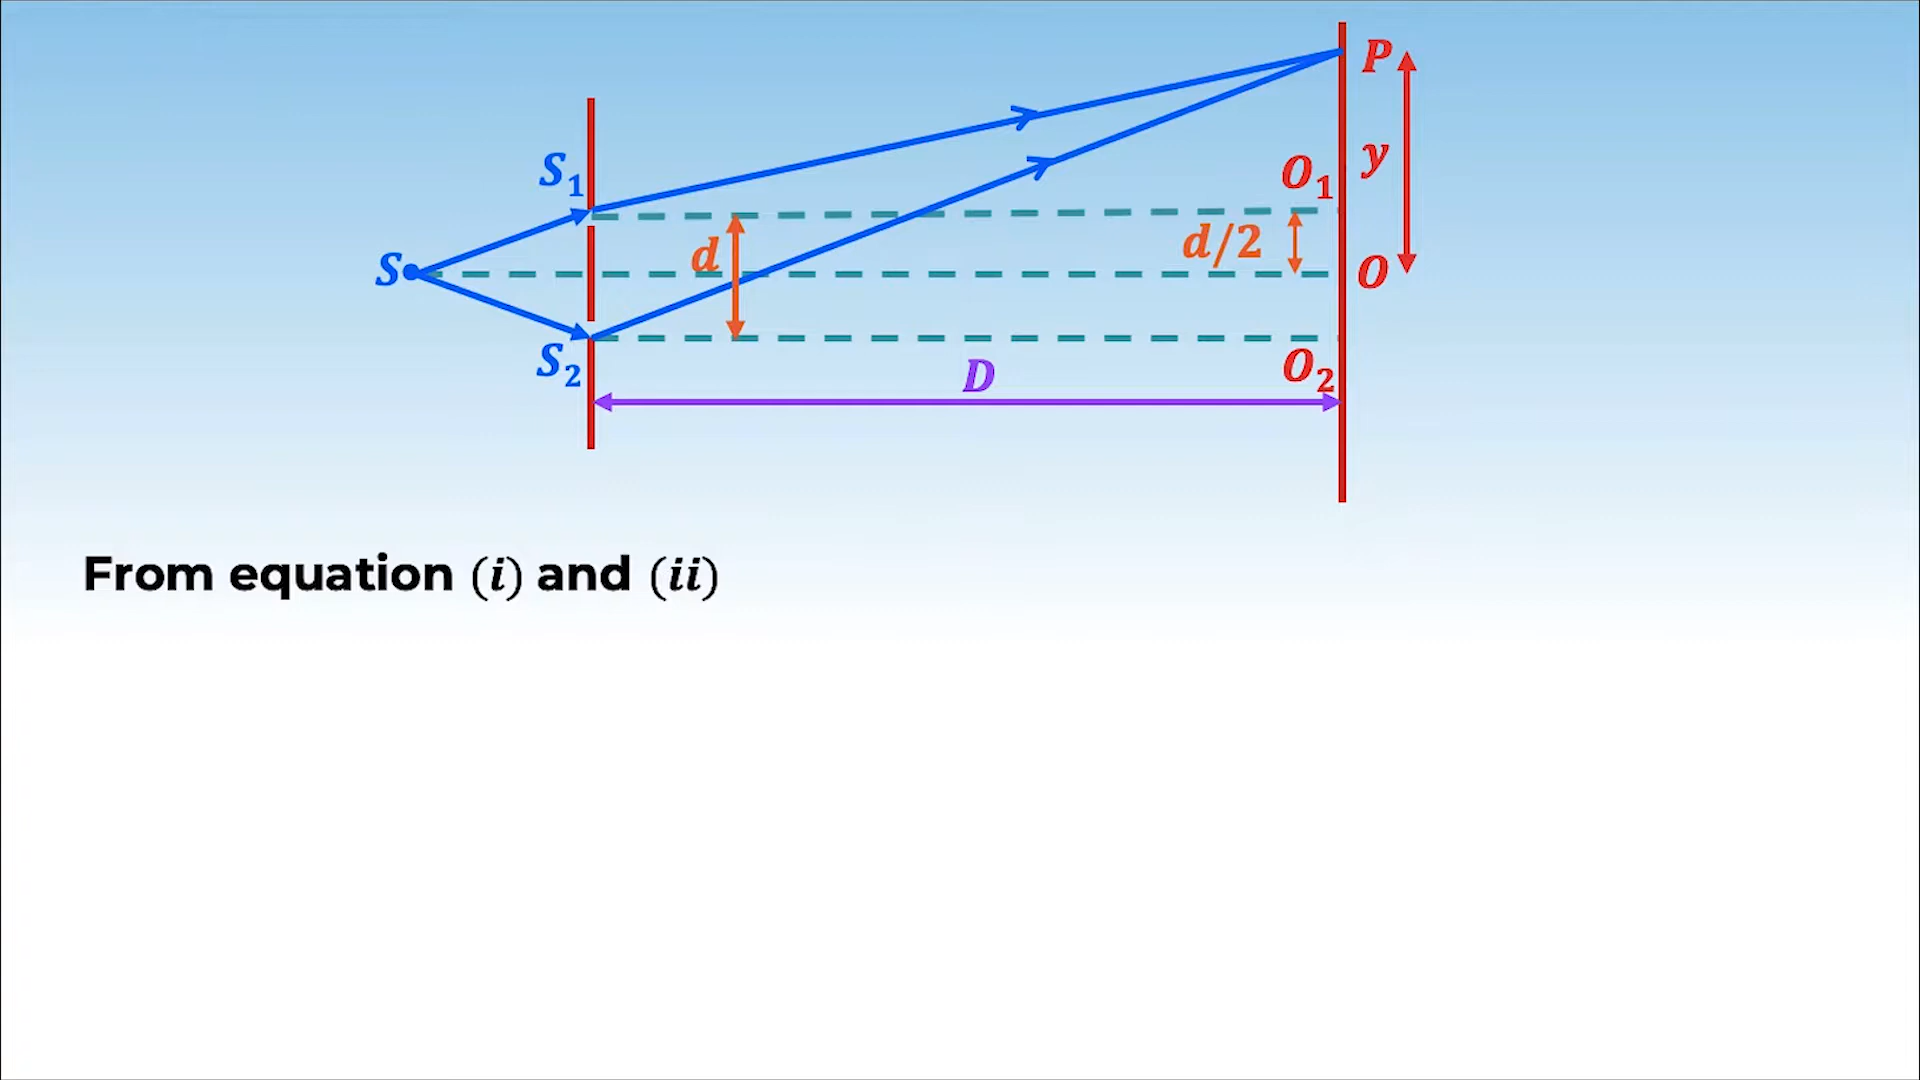 P
S₁
O₁
y
d
d/2
S
O
S₂
D
O₂
From equation (i) and (ii)